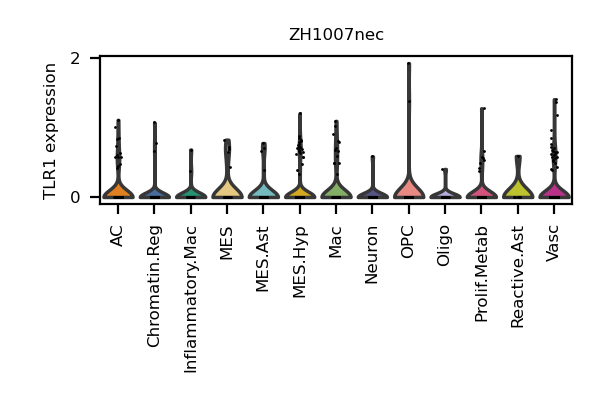 ZH1007nec
TLR1 expression
2
0
AC
Chromatin.Reg
Inflammatory.Mac
MES
MES.Ast
MES.Hyp
Mac
Neuron
OPC
Oligo
Prolif.Metab
Reactive.Ast
Vasc